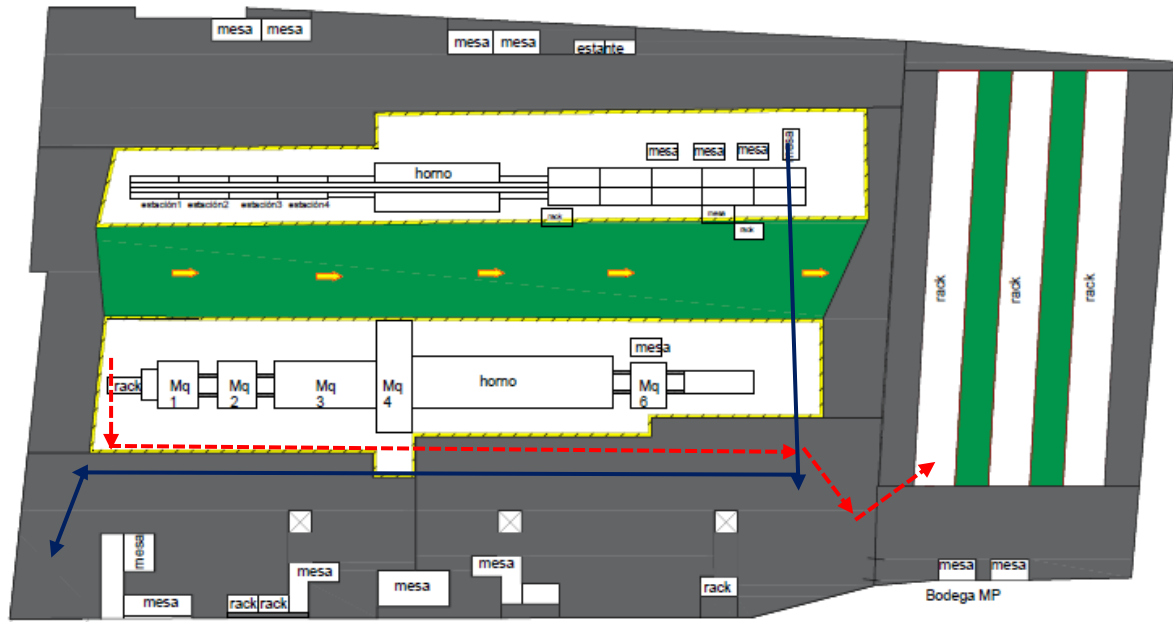 mesa mesa
mesa mesa
estante
mesa mesa mesa mesa
horno
estación1 estación2 estación3 estación4
rack
mesa
rack
rack rack rack
mesa
rack Mq 1 Mq 2 Mq 3 Mq 4 horno Mq 6
mesa
mesa
mesa
mesa
rack rack
mesa
rack
mesa mesa
Bodega MP